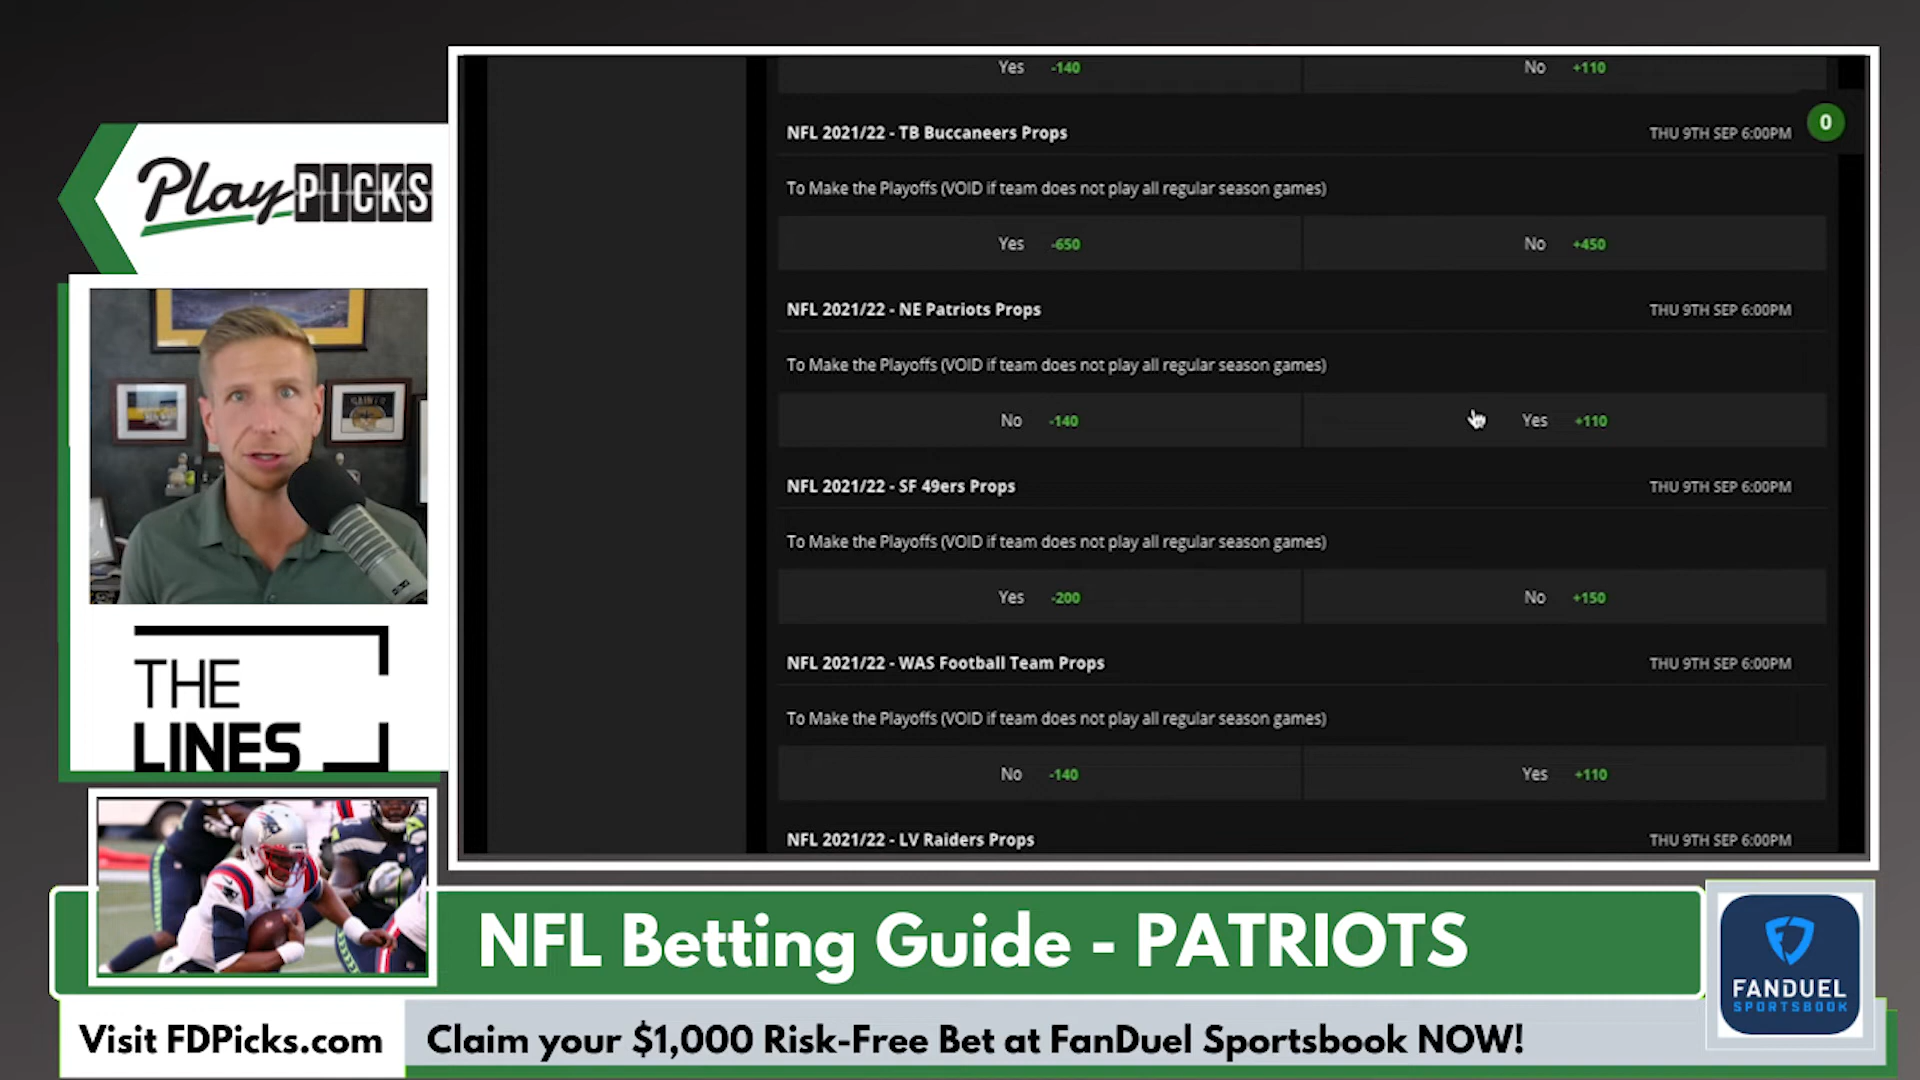 Play PICKS
THE
LINES
Yes -140 No +110
NFL 2021/22 - TB Buccaneers Props THU 9TH SEP 6:00PM
0
To Make the Playoffs (VOID if team does not play all regular season games)
Yes -650 No +450
NFL 2021/22 - NE Patriots Props THU 9TH SEP 6:00PM
To Make the Playoffs (VOID if team does not play all regular season games)
No -140 Yes +110
NFL 2021/22 - SF 49ers Props THU 9TH SEP 6:00PM
To Make the Playoffs (VOID if team does not play all regular season games)
Yes -200 No +150
NFL 2021/22 - WAS Football Team Props THU 9TH SEP 6:00PM
To Make the Playoffs (VOID if team does not play all regular season games)
No -140 Yes +110
NFL 2021/22 - LV Raiders Props THU 9TH SEP 6:00PM
SAINTS
NFL Betting Guide - PATRIOTS
FANDUEL
SPORTSBOOK
Visit FDPicks.com
Claim your $1,000 Risk-Free Bet at FanDuel Sportsbook NOW!